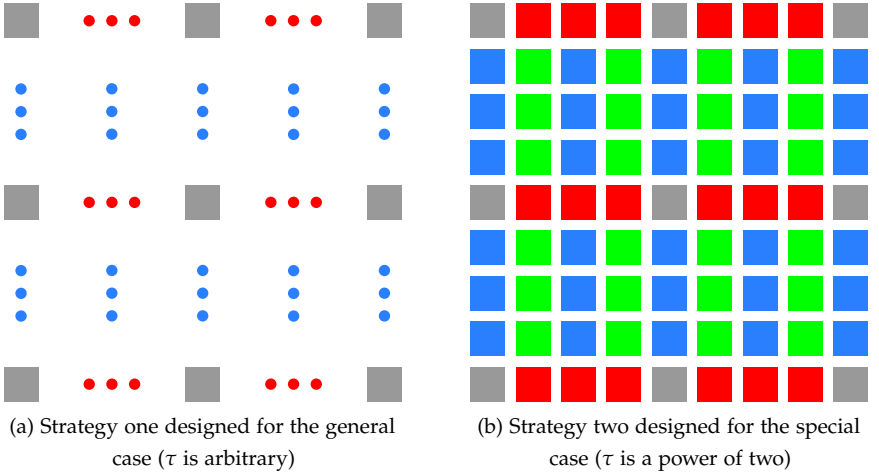 (a) Strategy one designed for the general
case (τ is arbitrary)
(b) Strategy two designed for the special
case (τ is a power of two)